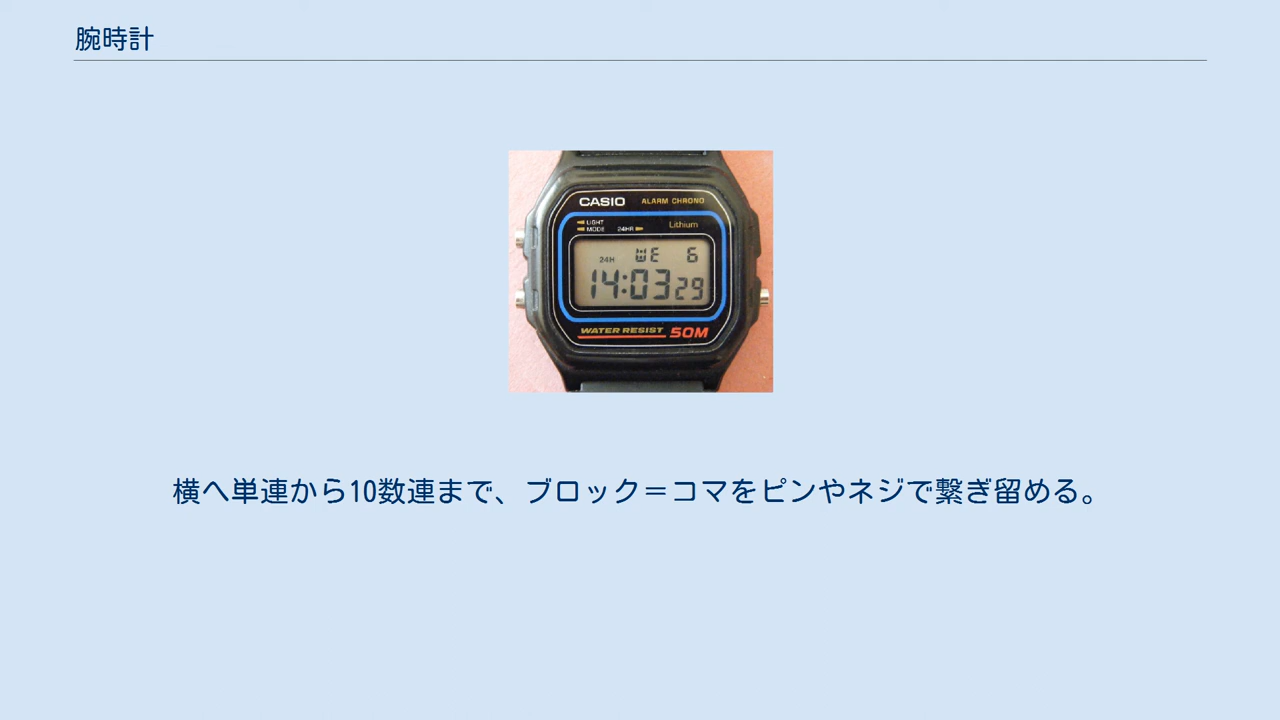 腕時計
CASIO ALARM CHRONO
LIGHT
MODE 24HR Lithium
24H WE 6
14:03 29
WATER RESIST 50M
横へ単連から10数連まで、ブロック＝コマをピンやネジで繋ぎ留める。